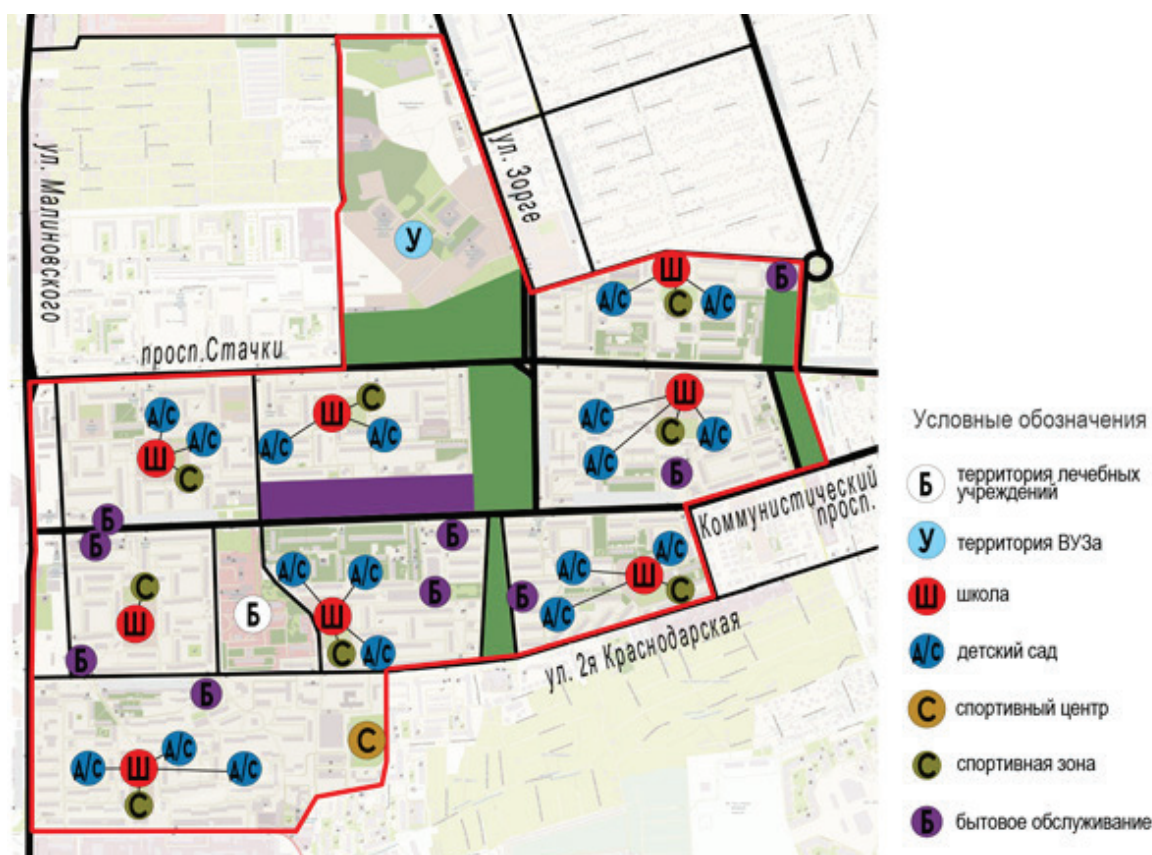 ул. Малиновского
ул. Зорге
У
Ш
Б
А/С
С
А/С
просп.Стачки
С
Ш
Ш
А/С
А/С
А/С
С
А/С
А/С
Ш
А/С
С
А/С
Б
Коммунистический
просп.
Б
Б
Б
А/С
А/С
А/С
А/С
Ш
С
С
Б
Б
А/С
Б
Ш
Ш
С
А/С
Б
ул. 2я Краснодарская
Б
С
А/С
А/С
Ш
А/С
С
Условные обозначения
Б территория лечебных
учреждений
У территория ВУЗа
Ш школа
А/С детский сад
С спортивный центр
С спортивная зона
Б бытовое обслуживание